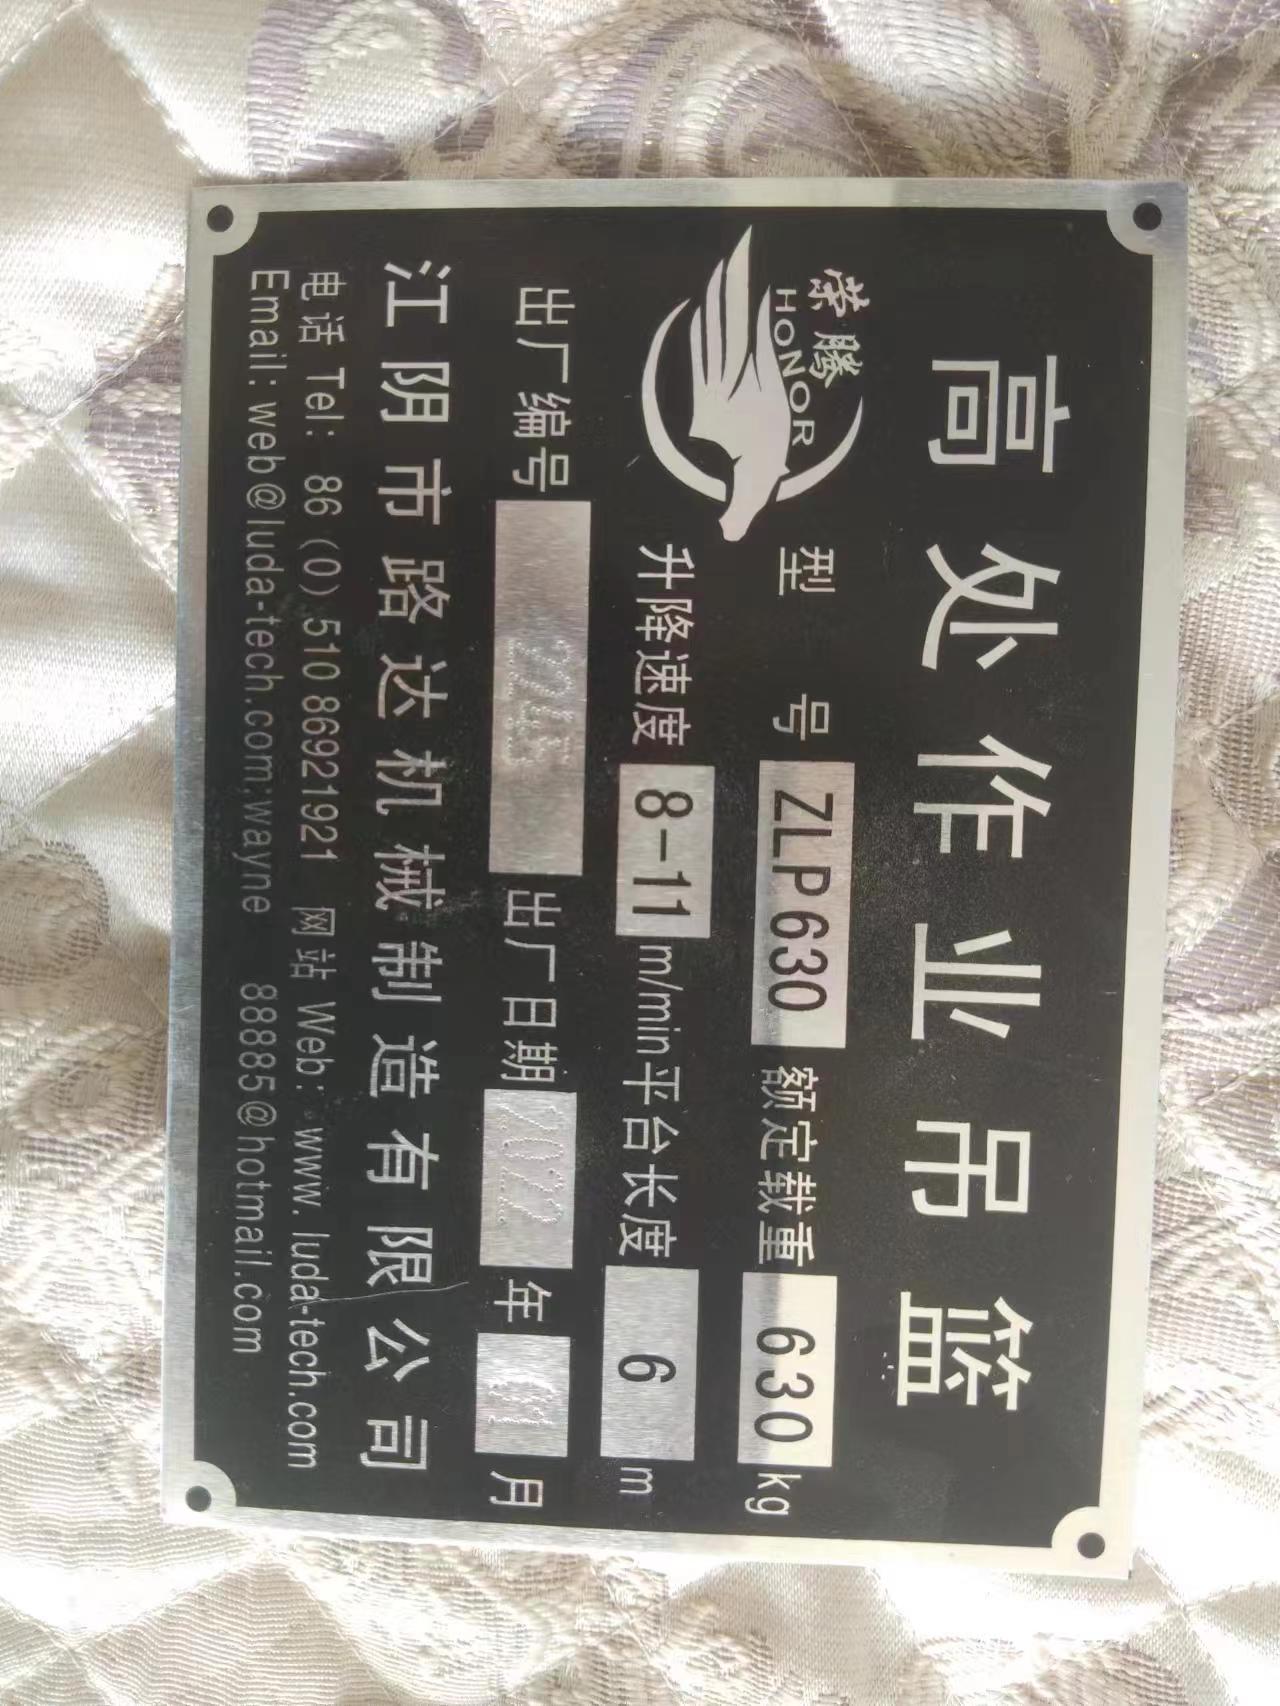 高处作业吊篮
荣腾
HONOR
型号 ZLP630 额定载重 630 kg
升降速度 8-11 m/min 平台长度 6 m
出厂编号 出厂日期 2022 年 月
江阴市路达机械制造有限公司
电话 Tel: 86(0)510 86921921 网站 Web: www.luda-tech.com
Email:web@luda-tech.com:wayne 88885@hotmail.com